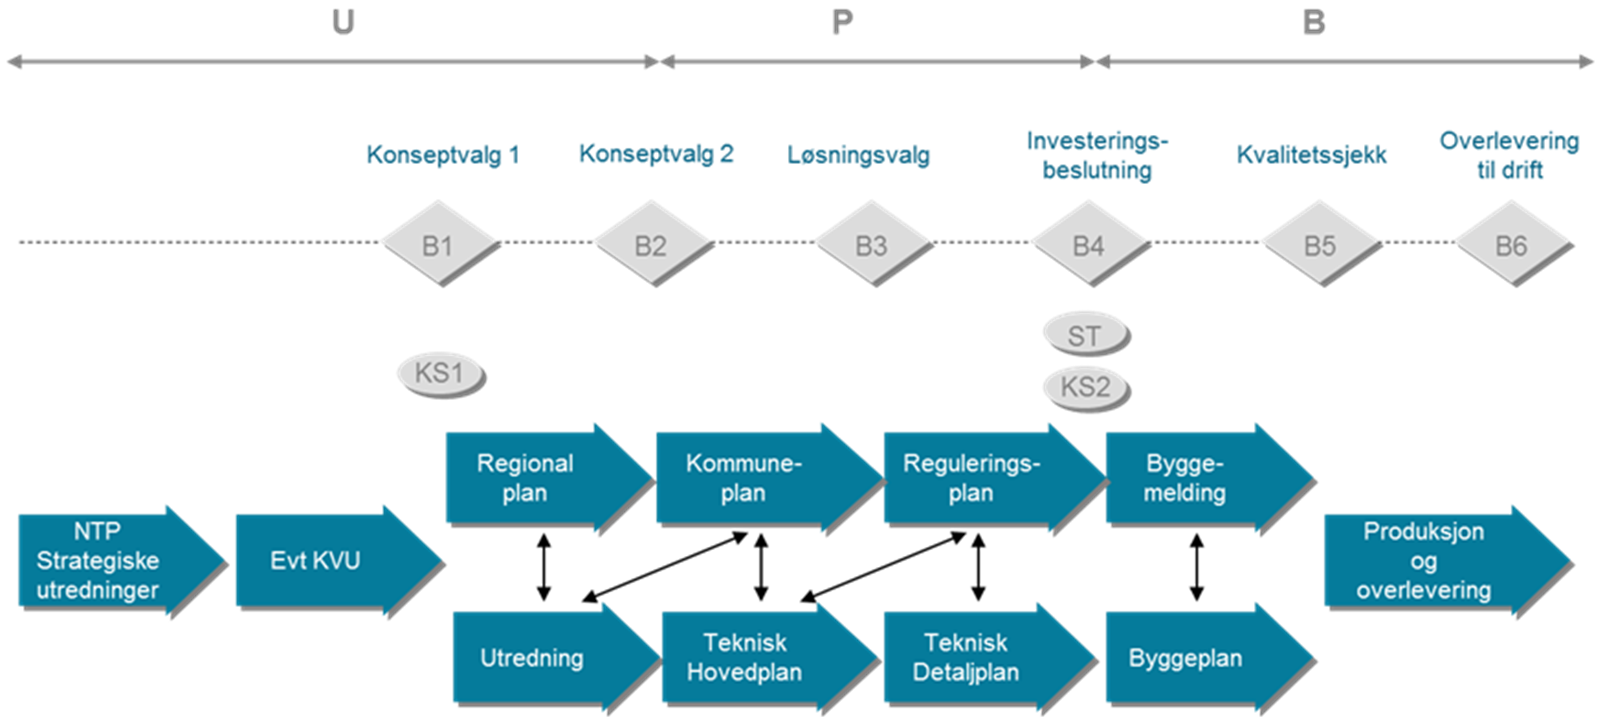 U
P
B
Konseptvalg 1
Konseptvalg 2
Løsningsvalg
Investerings-
beslutning
Kvalitetssjekk
Overlevering
til drift
B1
B2
B3
B4
B5
B6
ST
KS1
KS2
Regional
plan
Kommune-
plan
Regulerings-
plan
Bygge-
melding
NTP
Strategiske
utredninger
Evt KVU
Produksjon
og
overlevering
Utredning
Teknisk
Hovedplan
Teknisk
Detaljplan
Byggeplan